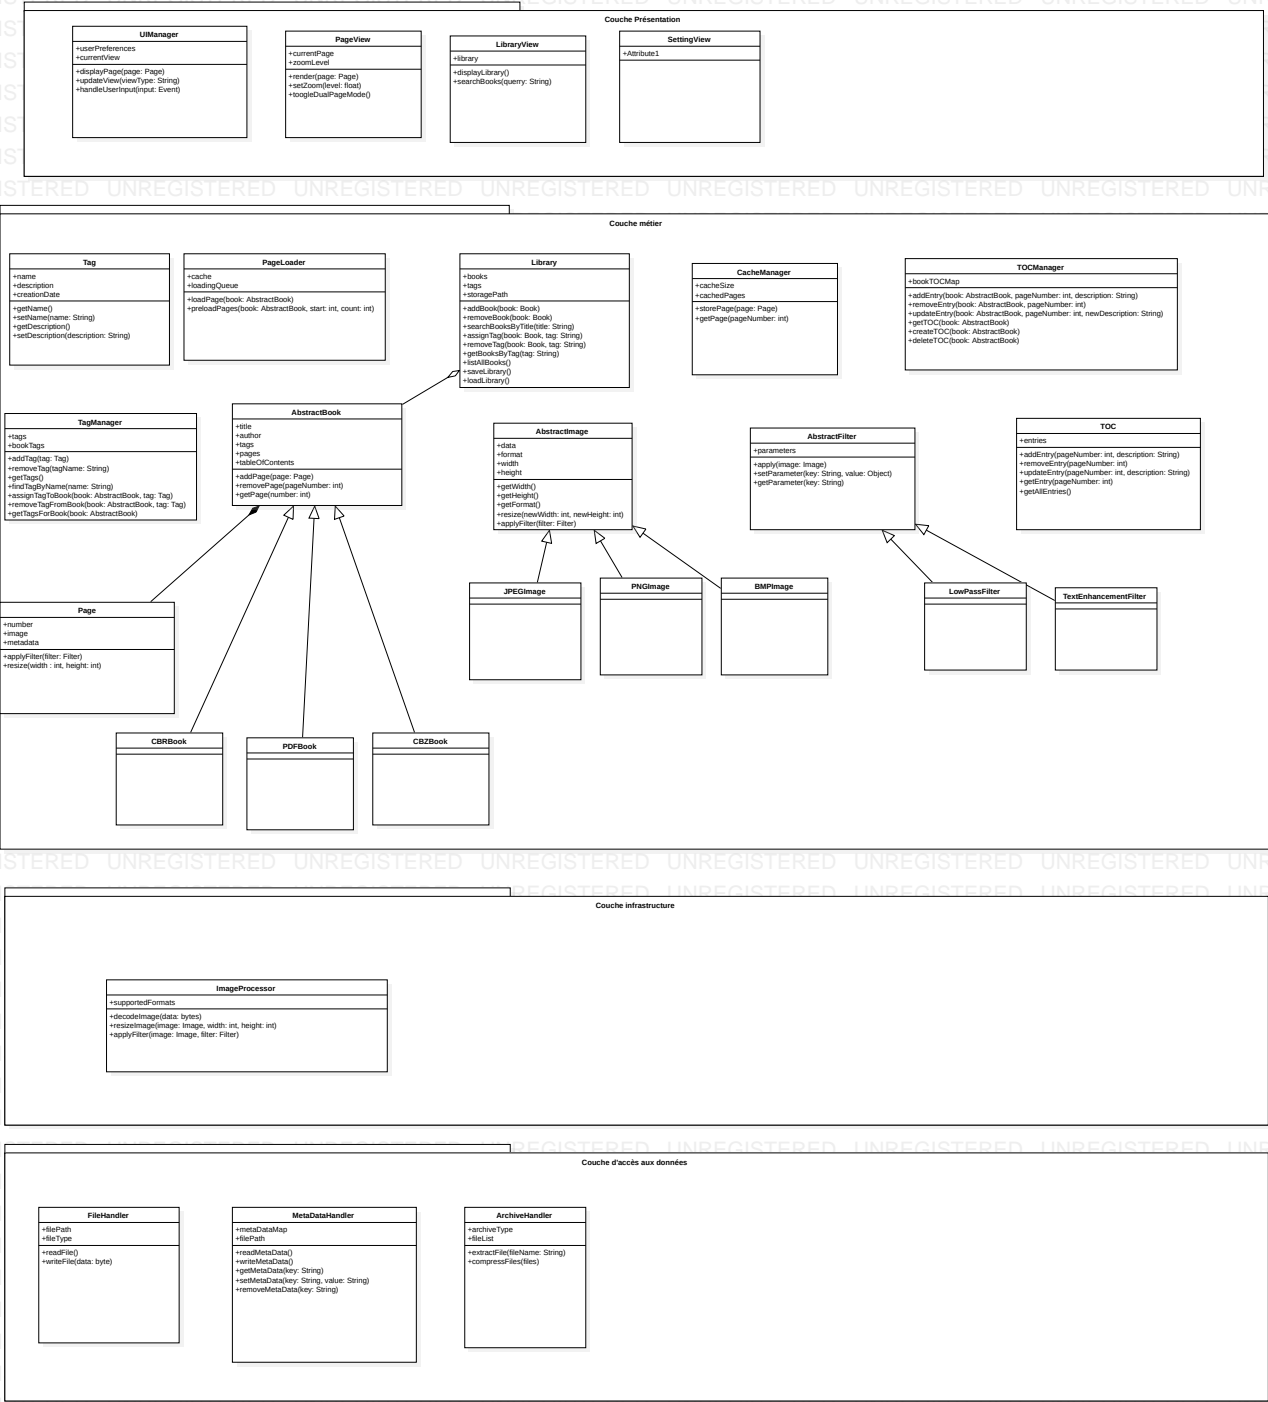 Couche Présentation
UIManager
+userPreferences
+currentView
+displayPage(page: Page)
+updateView(viewType: String)
+handleUserInput(input: Event)
PageView
+currentPage
+zoomLevel
+render(page: Page)
+setZoom(level: float)
+toogleDualPageMode()
LibraryView
+library
+displayLibrary()
+searchBooks(querry: String)
SettingView
+Attribute1
UNREGISTERED UNREGISTERED UNREGISTERED UNREGISTERED UNREGISTERED
Couche métier
Tag
+name
+description
+creationDate
+getName()
+setName(name: String)
+getDescription()
+setDescription(description: String)
PageLoader
+cache
+loadingQueue
+loadPage(book: AbstractBook)
+preloadPages(book: AbstractBook, start: int, count: int)
Library
+books
+tags
+storagePath
+addBook(book: Book)
+removeBook(book: Book)
+searchBooksByTitle(title: String)
+assignTag(book: Book, tag: String)
+removeTag(book: Book, tag: String)
+getBooksByTag(tag: String)
+listAllBooks()
+saveLibrary()
+loadLibrary()
CacheManager
+cacheSize
+cachedPages
+storePage(page: Page)
+getPage(pageNumber: int)
TOCManager
+bookTOCMap
+addEntry(book: AbstractBook, pageNumber: int, description: String)
+removeEntry(book: AbstractBook, pageNumber: int)
+updateEntry(book: AbstractBook, pageNumber: int, newDescription: String)
+getTOC(book: AbstractBook)
+createTOC(book: AbstractBook)
+deleteTOC(book: AbstractBook)
TagManager
+tags
+bookTags
+addTag(tag: Tag)
+removeTag(tagName: String)
+getTags()
+findTagByName(name: String)
+assignTagToBook(book: AbstractBook, tag: Tag)
+removeTagFromBook(book: AbstractBook, tag: Tag)
+getTagsForBook(book: AbstractBook)
AbstractBook
+title
+author
+tags
+pages
+tableOfContents
+addPage(page: Page)
+removePage(pageNumber: int)
+getPage(number: int)
AbstractImage
+data
+format
+width
+height
+getWidth()
+getHeight()
+getFormat()
+resize(newWidth: int, newHeight: int)
+applyFilter(filter: Filter)
AbstractFilter
+parameters
+apply(image: Image)
+setParameter(key: String, value: Object)
+getParameter(key: String)
TOC
+entries
+addEntry(pageNumber: int, description: String)
+removeEntry(pageNumber: int)
+updateEntry(pageNumber: int, description: String)
+getEntry(pageNumber: int)
+getAllEntries()
Page
+number
+image
+metadata
+applyFilter(filter: Filter)
+resize(width : int, height: int)
JPEGImage
PNGImage
BMPImage
LowPassFilter
TextEnhancementFilter
CBRBook
PDFBook
CBZBook
UNREGISTERED UNREGISTERED UNREGISTERED UNREGISTERED UNREGISTERED
Couche infrastructure
ImageProcessor
+supportedFormats
+decodeImage(data: bytes)
+resizeImage(image: Image, width: int, height: int)
+applyFilter(image: Image, filter: Filter)
Couche d'accès aux données
FileHandler
+filePath
+fileType
+readFile()
+writeFile(data: byte)
MetaDataHandler
+metaDataMap
+filePath
+readMetaData()
+writeMetaData()
+getMetaData(key: String)
+setMetaData(key: String, value: String)
+removeMetaData(key: String)
ArchiveHandler
+archiveType
+fileList
+extractFile(fileName: String)
+compressFiles(files)